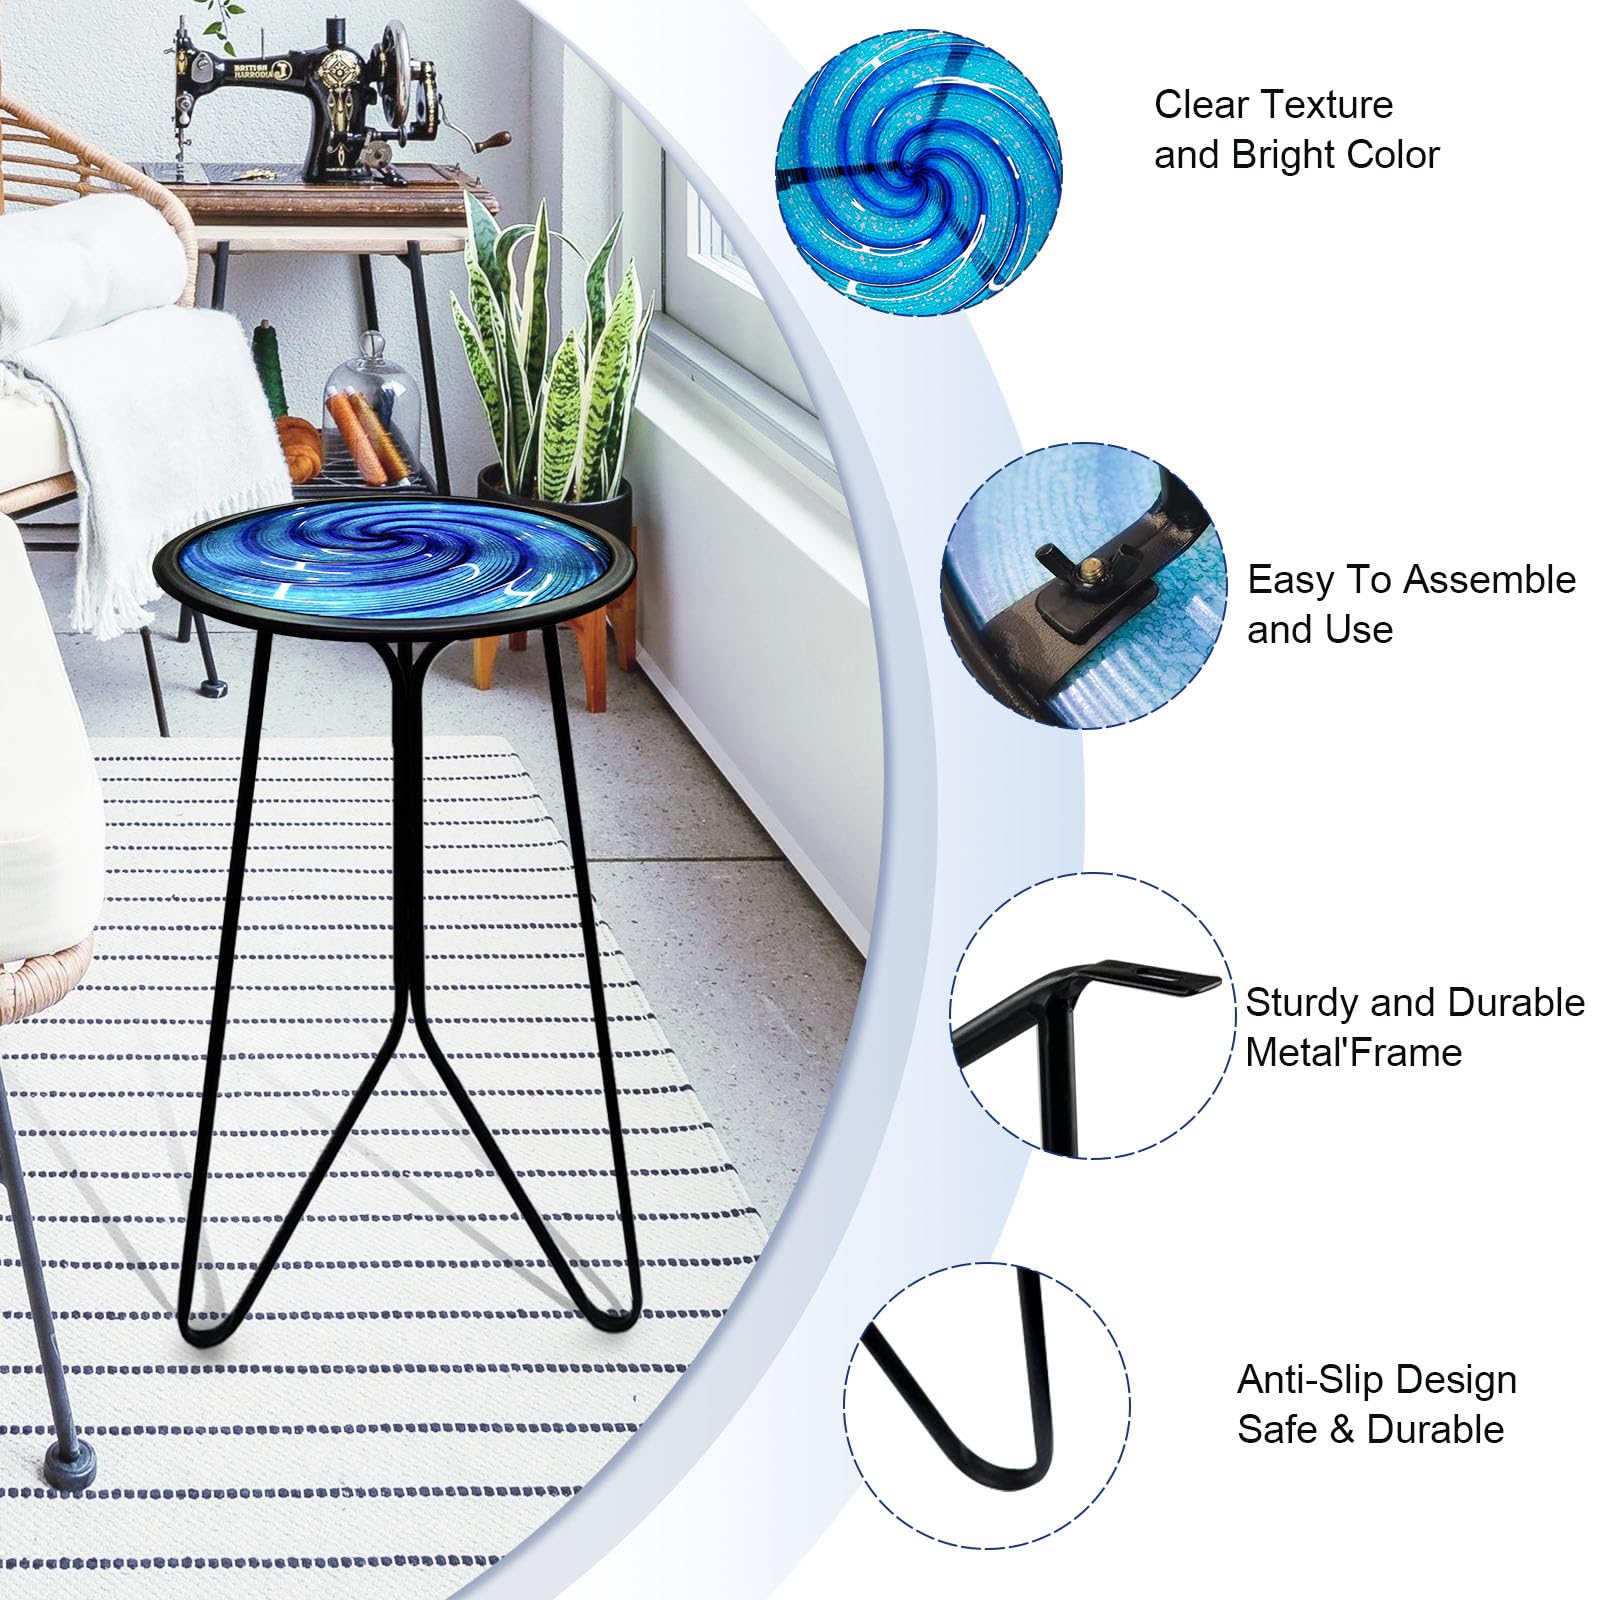 BRITISH
HARRODIA
J
Clear Texture
and Bright Color
Easy To Assemble
and Use
Sturdy and Durable
Metal'Frame
Anti-Slip Design
Safe & Durable